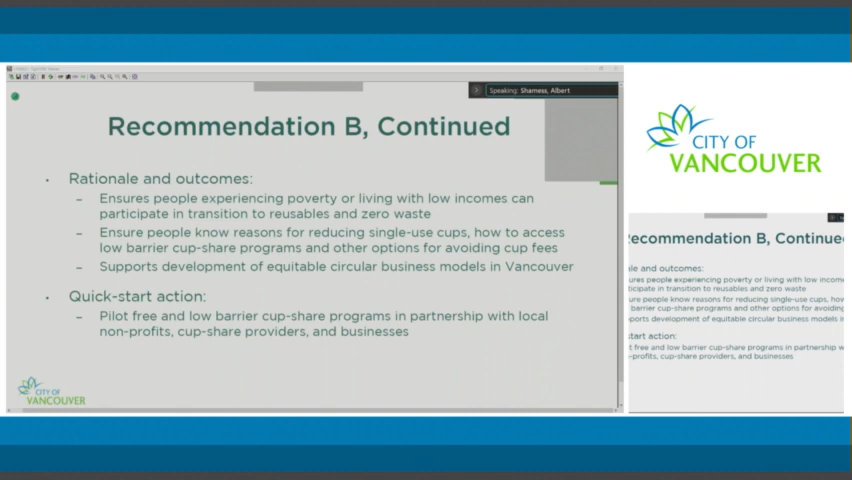 Speaking: Shamess, Albert
Recommendation B, Continued
• Rationale and outcomes:
– Ensures people experiencing poverty or living with low incomes can
participate in transition to reusables and zero waste
– Ensure people know reasons for reducing single-use cups, how to access
low barrier cup-share programs and other options for avoiding cup fees
– Supports development of equitable circular business models in Vancouver
• Quick-start action:
– Pilot free and low barrier cup-share programs in partnership with local
non-profits, cup-share providers, and businesses
CITY OF
VANCOUVER
CITY OF
VANCOUVER
ecommendation B, Continue
le and outcomes:
ures people experiencing poverty or living with low income
ticipate in transition to reusables and zero waste
ure people know reasons for reducing single-use cups, how
barrier cup-share programs and other options for avoiding
ports development of equitable circular business models i
start action:
t free and low barrier cup-share programs in partnership w
-profits, cup-share providers, and businesses